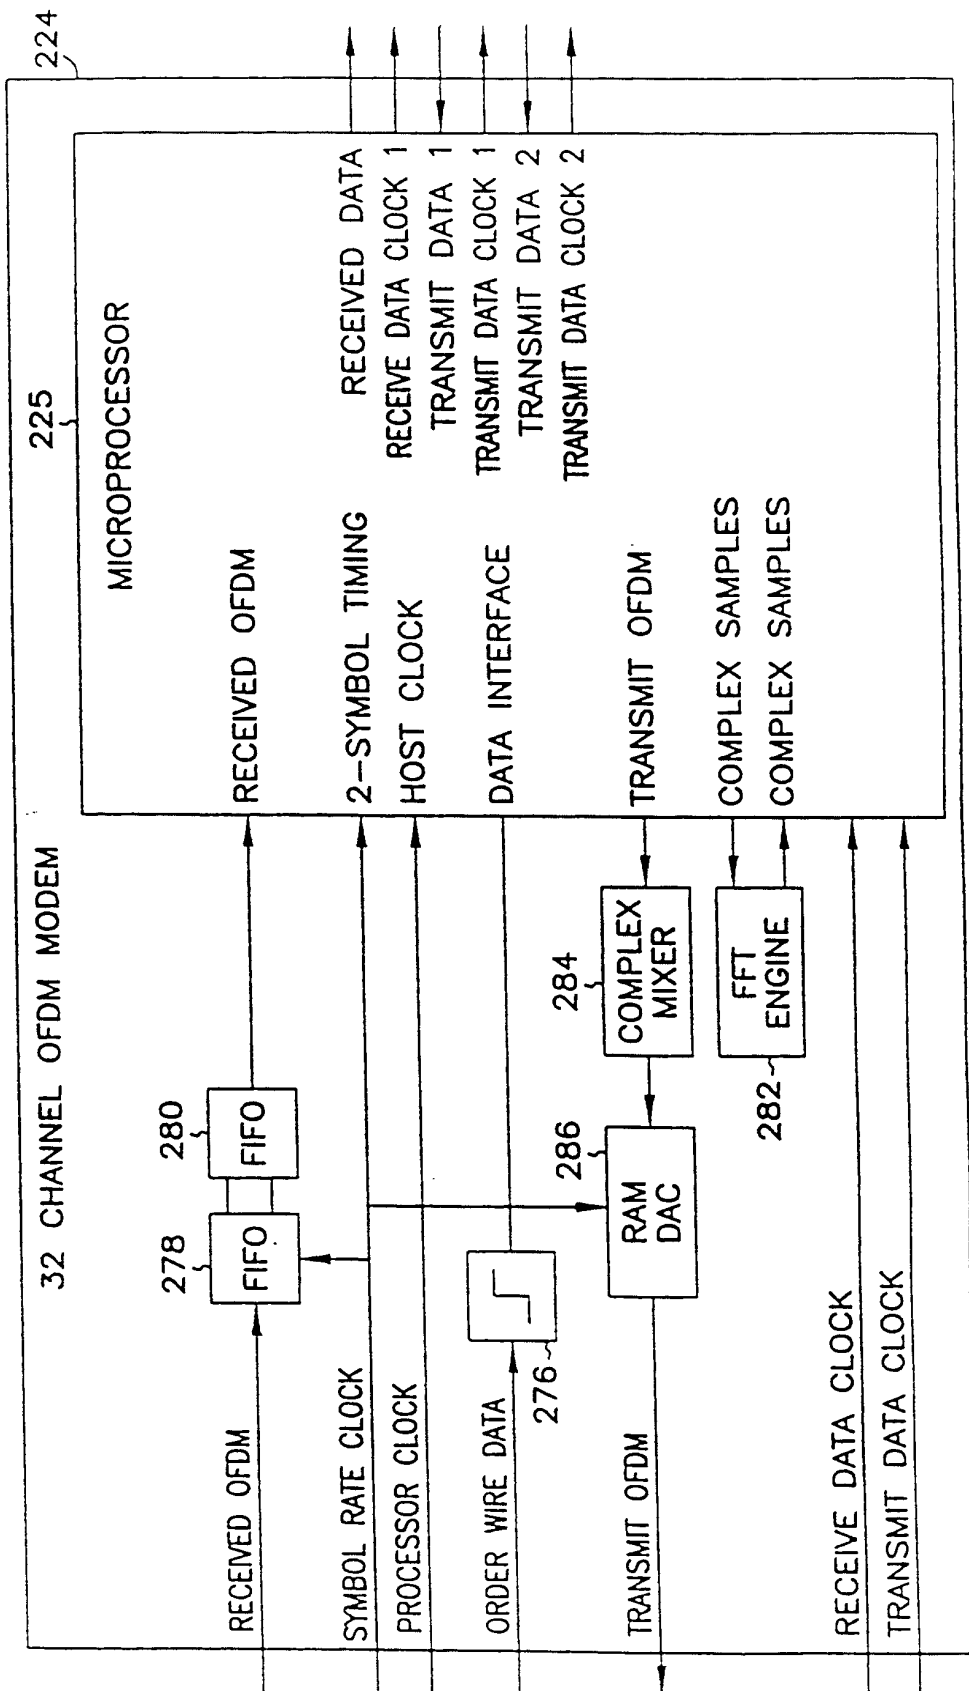 224
32 CHANNEL OFDM MODEM
225
MICROPROCESSOR
RECEIVED OFDM
278
FIFO
280
FIFO
RECEIVED OFDM
SYMBOL RATE CLOCK
2-SYMBOL TIMING
PROCESSOR CLOCK
HOST CLOCK
ORDER WIRE DATA
276
DATA INTERFACE
TRANSMIT OFDM
286
RAM
DAC
284
COMPLEX
MIXER
TRANSMIT OFDM
282
FFT
ENGINE
COMPLEX SAMPLES
COMPLEX SAMPLES
RECEIVE DATA CLOCK
TRANSMIT DATA CLOCK
RECEIVED DATA
RECEIVE DATA CLOCK 1
TRANSMIT DATA 1
TRANSMIT DATA CLOCK 1
TRANSMIT DATA 2
TRANSMIT DATA CLOCK 2